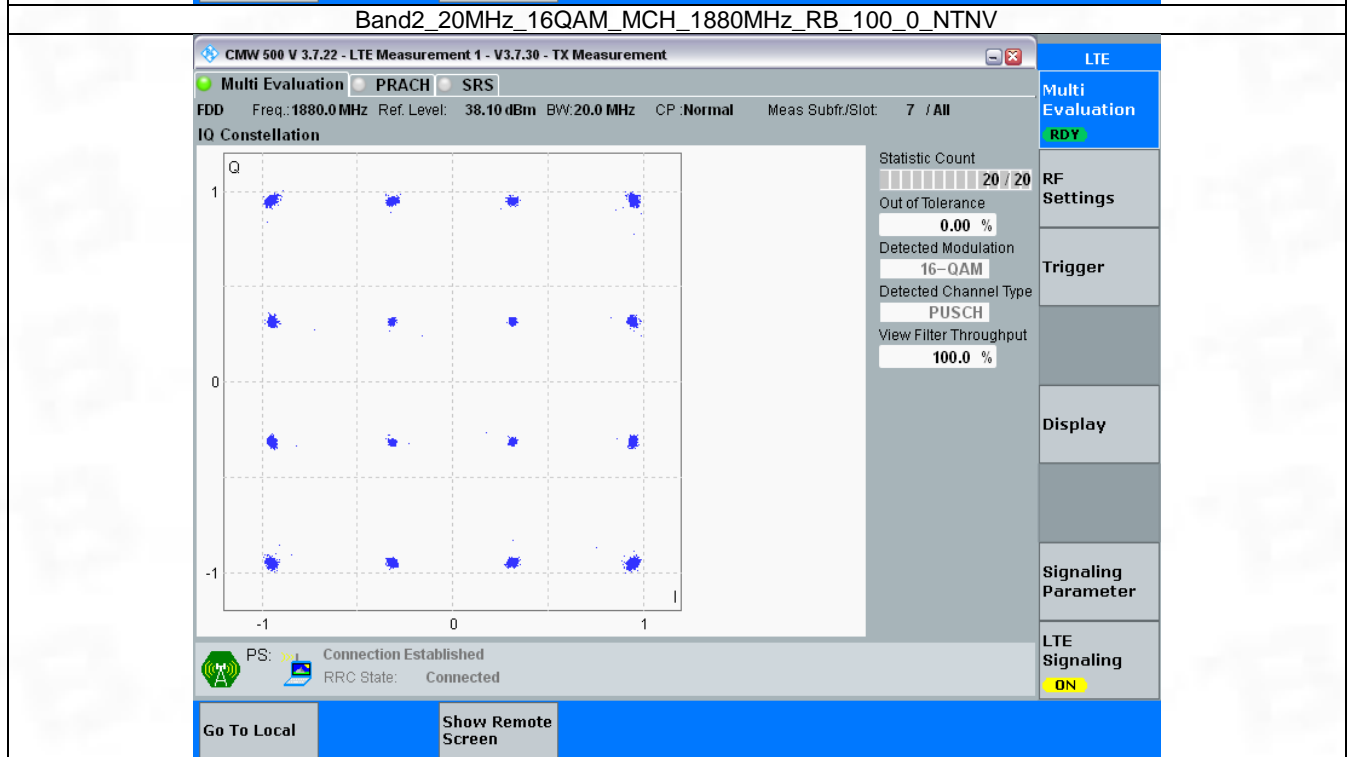 Band2_20MHz_16QAM_MCH_1880MHz_RB_100_0_NTNV
CMW 500 V 3.7.22 - LTE Measurement 1 - V3.7.30 - TX Measurement
LTE
Multi Evaluation PRACH SRS
FDD Freq.: 1880.0 MHz Ref. Level: 38.10 dBm BW: 20.0 MHz CP : Normal Meas Subfr./Slot: 7 / All
IQ Constellation
Q
1
0
-1
I
-1 0 1
Statistic Count
20 / 20
Out of Tolerance
0.00 %
Detected Modulation
16-QAM
Detected Channel Type
PUSCH
View Filter Throughput
100.0 %
Multi
Evaluation
RDY
RF
Settings
Trigger
Display
Signaling
Parameter
LTE
Signaling
ON
PS: Connection Established
RRC State: Connected
Go To Local
Show Remote
Screen